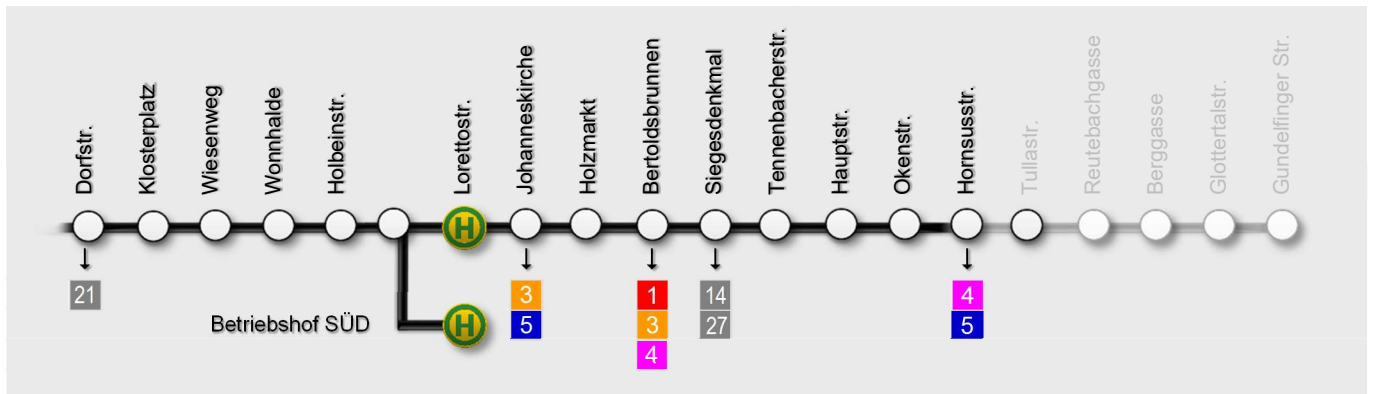 Dorfstr.
Klosterplatz
Wiesenweg
Wonnhalde
Holbeinstr.
Lorettostr.
Johanneskirche
Holzmarkt
Bertoldsbrunnen
Siegesdenkmal
Tennenbacherstr.
Hauptstr.
Okenstr.
Hornsusstr.
Tullastr.
Reutebachgasse
Berggasse
Glottertalstr.
Gundelfinger Str.
H
21
3
1
14
4
Betriebshof SÜD
H
5
3
27
5
4